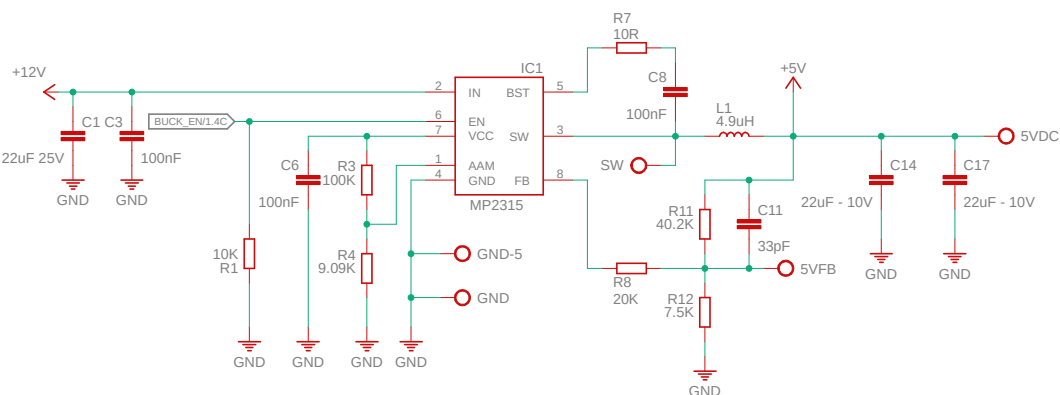 R7
10R
+12V
IC1
C8
+5V
2
IN
BST
5
100nF
L1
4.9uH
C1
C3
BUCK_EN/1.4C
6
EN
7
VCC
SW
3
5VDC
22uF 25V
100nF
C6
R3
100K
1
AAM
SW
C14
C17
4
GND
FB
8
100nF
MP2315
22uF - 10V
22uF - 10V
GND
GND
R11
40.2K
C11
33pF
10K
R1
R4
9.09K
GND-5
GND
R8
20K
5VFB
GND
GND
R12
7.5K
GND
GND
GND
GND
GND